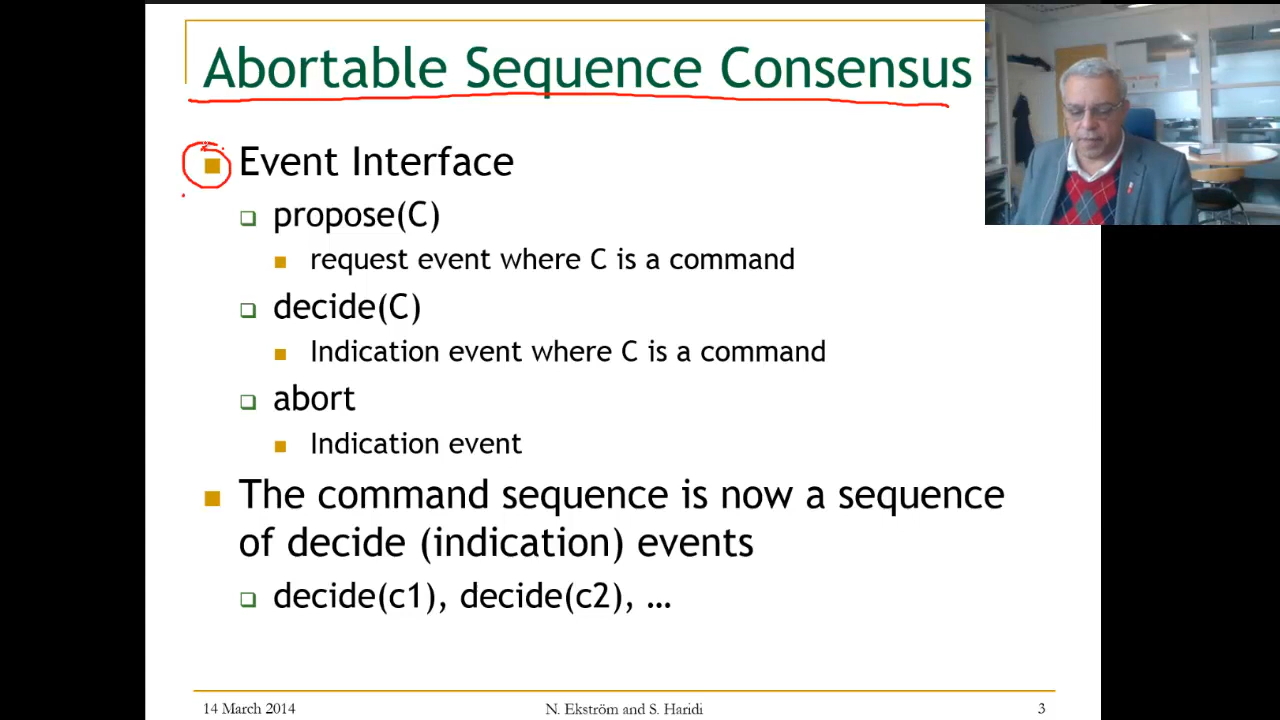 Abortable Sequence Consensus
Event Interface
propose(C)
request event where C is a command
decide(C)
Indication event where C is a command
abort
Indication event
The command sequence is now a sequence
of decide (indication) events
decide(c1), decide(c2), …
14 March 2014
N. Ekström and S. Haridi
3